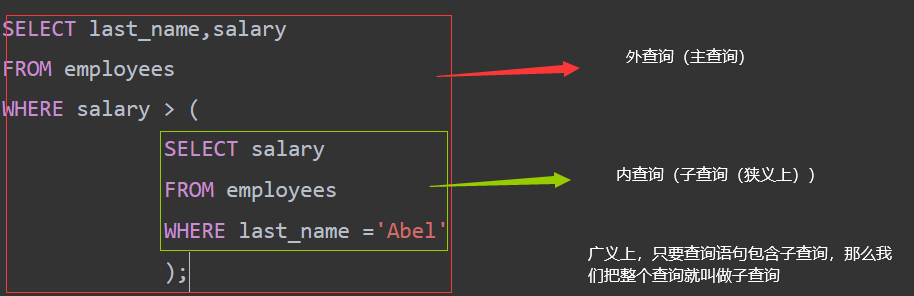 SELECT last_name,salary
FROM employees
WHERE salary > (
SELECT salary
FROM employees
WHERE last_name ='Abel'
);
外查询（主查询）
内查询（子查询（狭义上））
广义上，只要查询语句包含子查询，那么我
们把整个查询就叫做子查询